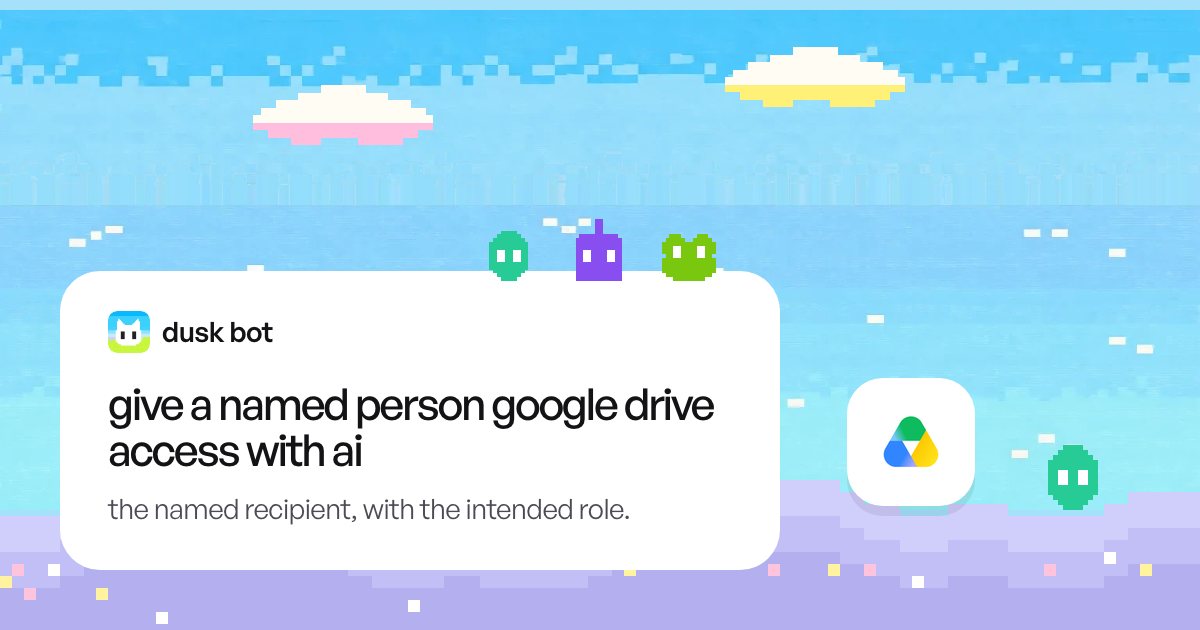 dusk bot
give a named person google drive
access with ai
the named recipient, with the intended role.